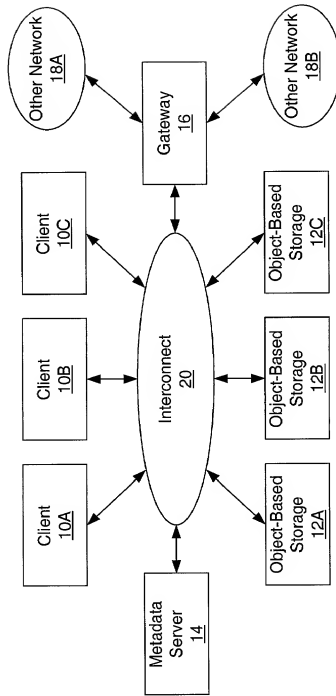 Client
10A
Client
10B
Client
10C
Other Network
18A
Metadata
Server
14
Interconnect
20
Gateway
16
Object-Based
Storage
12A
Object-Based
Storage
12B
Object-Based
Storage
12C
Other Network
18B